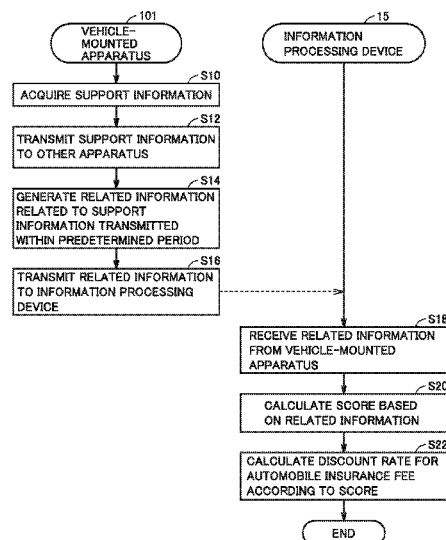 101
VEHICLE-
MOUNTED
APPARATUS
15
INFORMATION
PROCESSING DEVICE
S10
ACQUIRE SUPPORT INFORMATION
S12
TRANSMIT SUPPORT INFORMATION
TO OTHER APPARATUS
S14
GENERATE RELATED INFORMATION
RELATED TO SUPPORT
INFORMATION TRANSMITTED
WITHIN PREDETERMINED PERIOD
S16
TRANSMIT RELATED INFORMATION
TO INFORMATION PROCESSING
DEVICE
S18
RECEIVE RELATED INFORMATION
FROM VEHICLE-MOUNTED
APPARATUS
S20
CALCULATE SCORE BASED
ON RELATED INFORMATION
S22
CALCULATE DISCOUNT RATE FOR
AUTOMOBILE INSURANCE FEE
ACCORDING TO SCORE
END